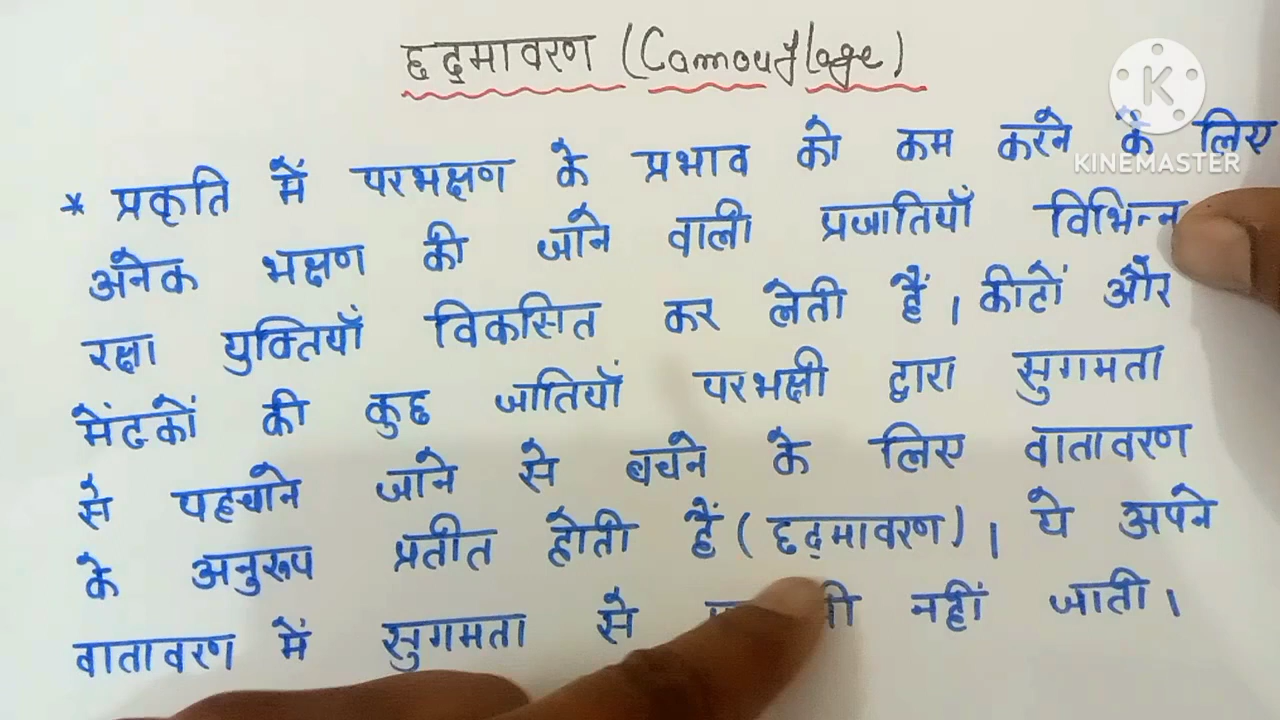 छद्मावरण (Camouflage)
K
KINEMASTER
* प्रकृति में परभक्षण के प्रभाव को कम करने के लिए
अनेक भक्षण की जाने वाली प्रजातियाँ विभिन्न
रक्षा युक्तियाँ विकसित कर लेती हैं। कीटों और
मेंढकों की कुछ जातियाँ परभक्षी द्वारा सुगमता
से पहचाने जाने से बचने के लिए वातावरण
के अनुरूप प्रतीत होती हैं (छद्मावरण)। ये अपने
वातावरण में सुगमता से नहीं जाती।